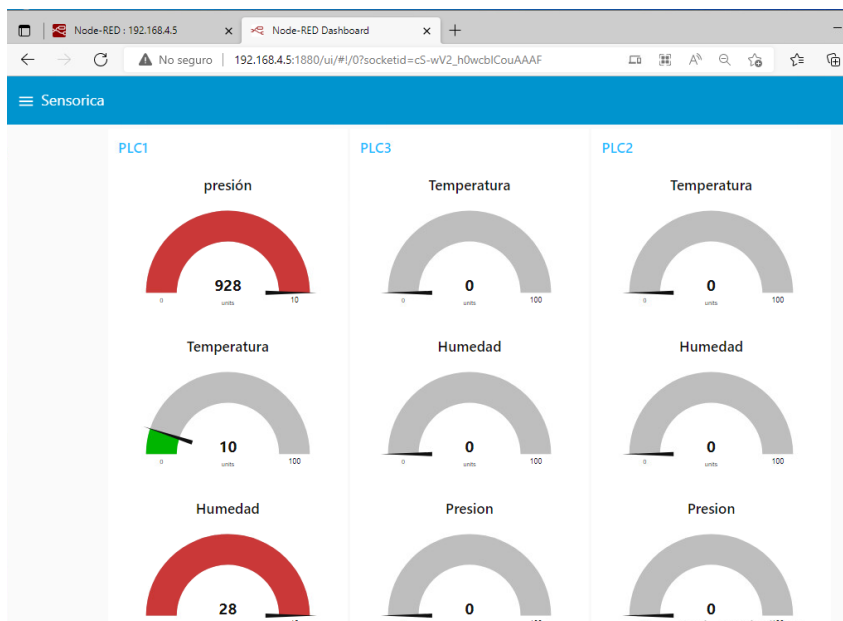 Node-RED : 192.168.4.5
Node-RED Dashboard
No seguro
192.168.4.5:1880/ui/#!/0?socketid=cS-wV2_h0wcbICouAAAF
Sensorica
PLC1
presión
928
units
0
10
Temperatura
10
units
0
100
Humedad
28
PLC3
Temperatura
0
units
0
100
Humedad
0
units
0
100
Presion
0
PLC2
Temperatura
0
units
0
100
Humedad
0
units
0
100
Presion
0